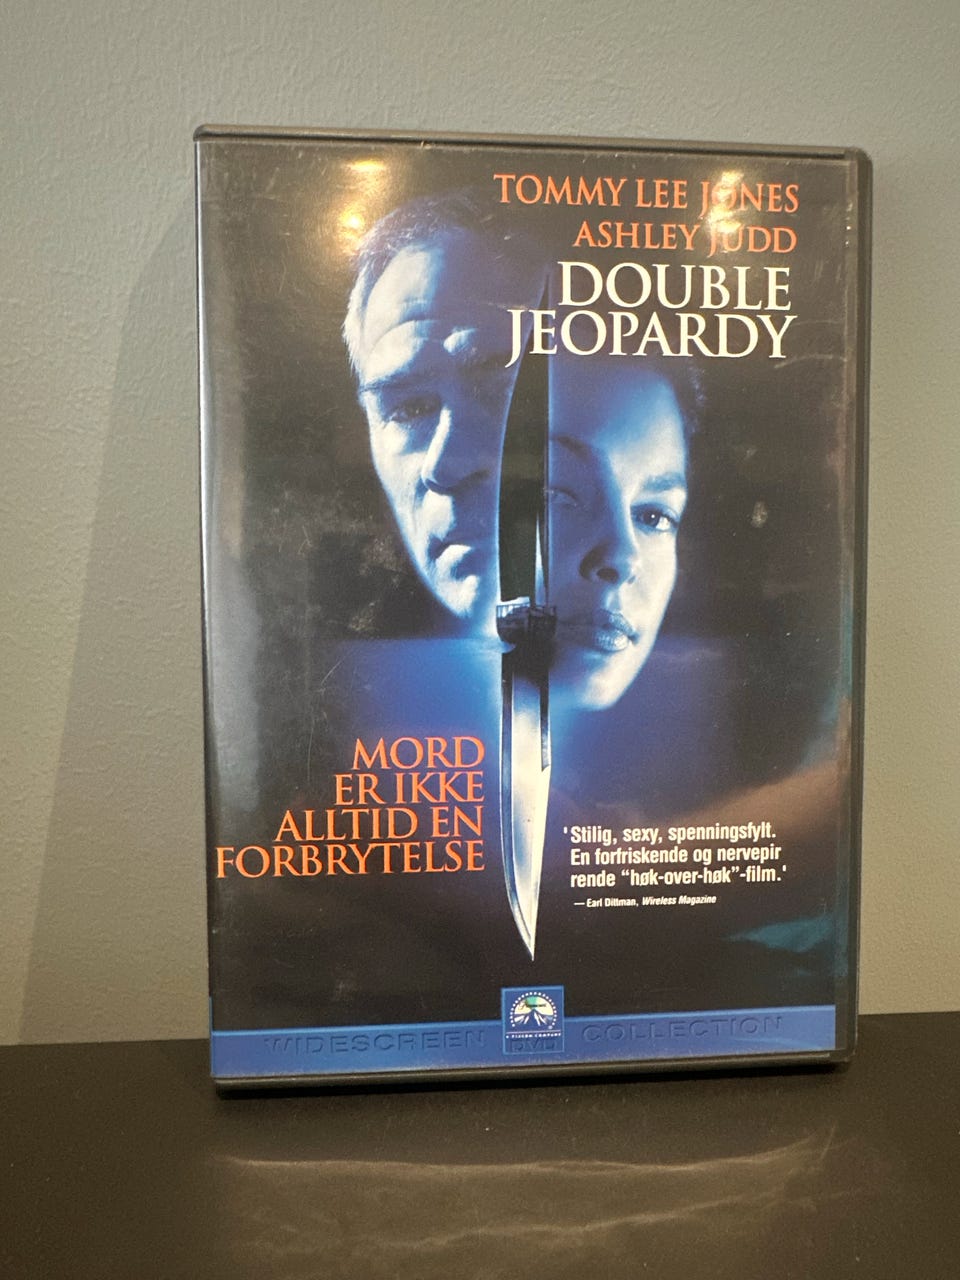 TOMMY LEE JONES
ASHLEY JUDD
DOUBLE
JEOPARDY
MORD
ER IKKE
ALLTID EN
FORBRYTELSE
'Stilig, sexy, spenningsfylt.
En forfriskende og nervepir
rende “høk-over-høk”-film.'
— Earl Dittman, Wireless Magazine
WIDESCREEN DVD COLLECTION